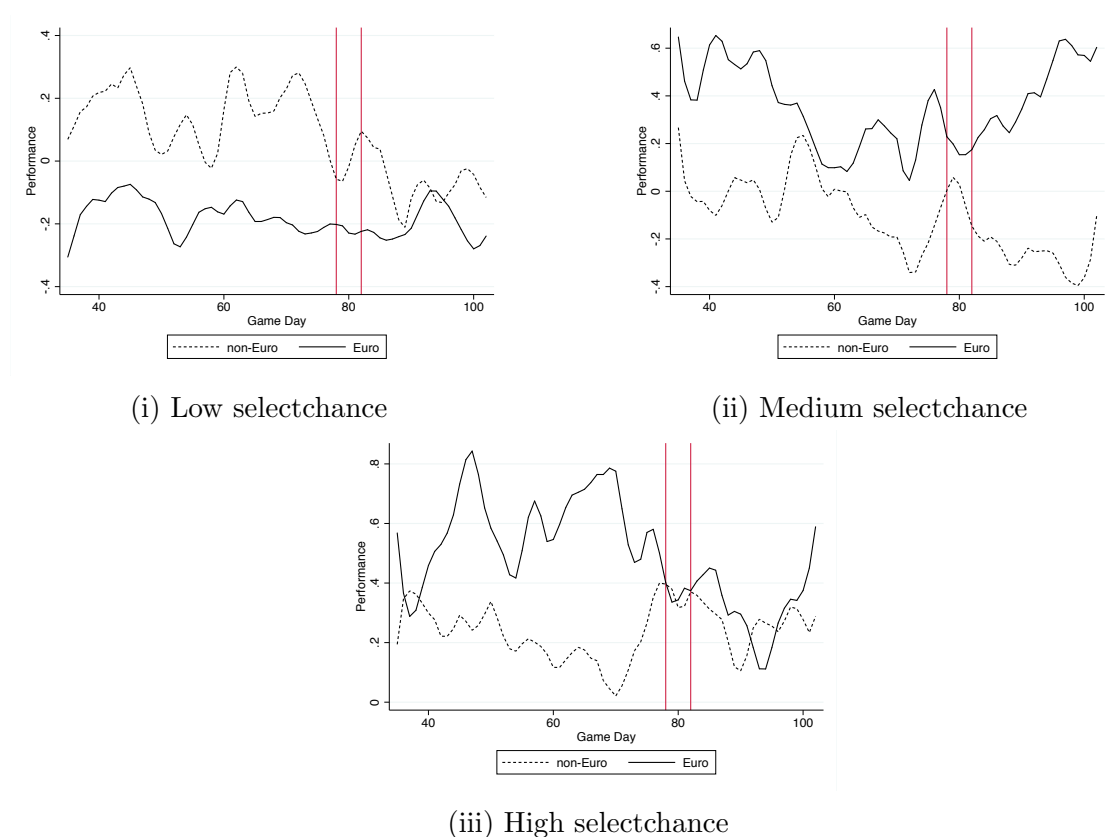 .4
.2
0
-.2
-.4
Performance
40 60 80 100
Game Day
non-Euro Euro
(i) Low selectchance
.6
.4
.2
0
-.2
-.4
Performance
40 60 80 100
Game Day
non-Euro Euro
(ii) Medium selectchance
.8
.6
.4
.2
0
Performance
40 60 80 100
Game Day
non-Euro Euro
(iii) High selectchance